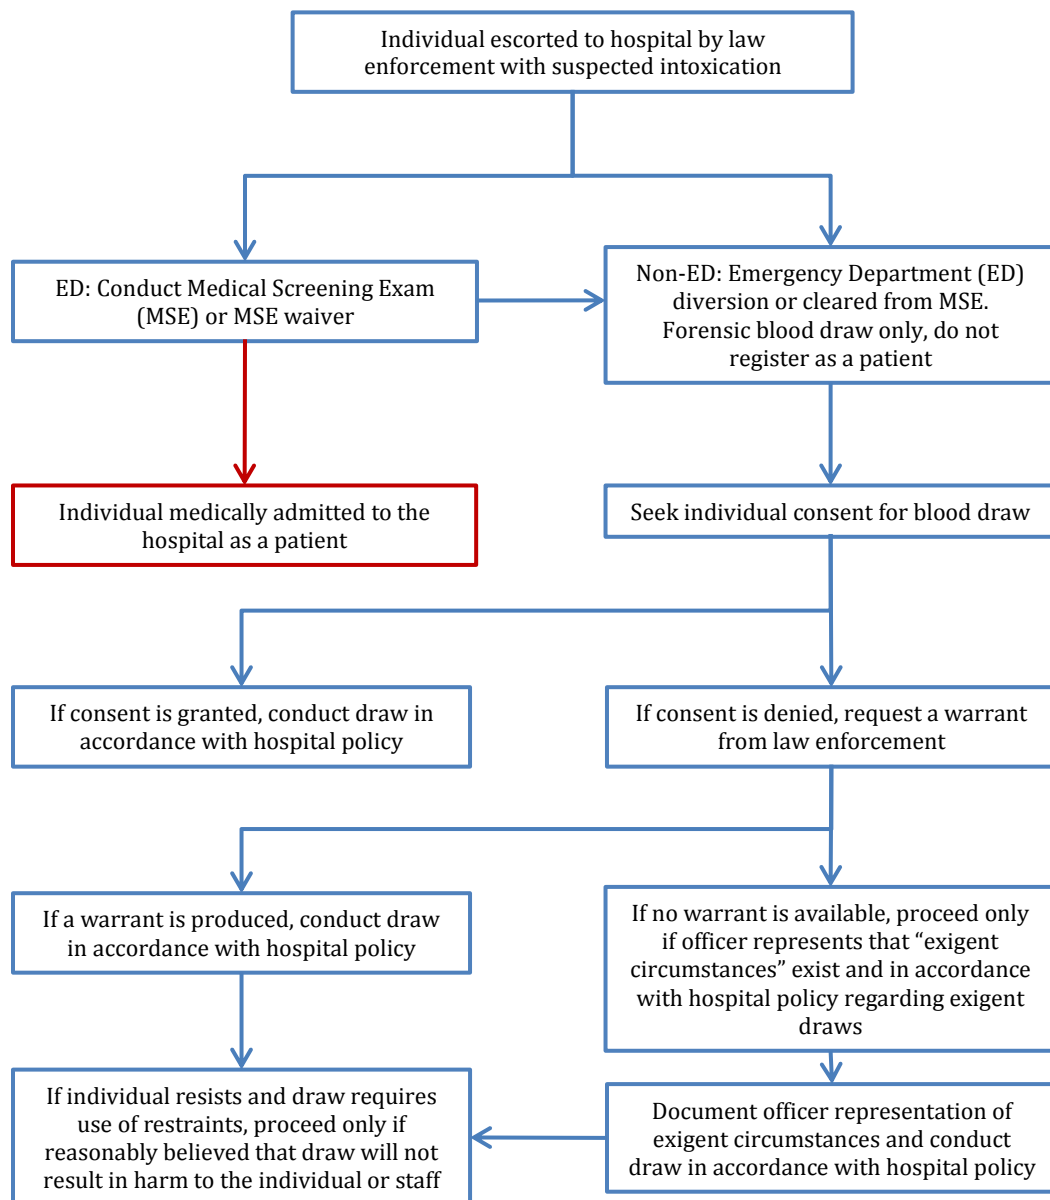 Individual escorted to hospital by law
enforcement with suspected intoxication
ED: Conduct Medical Screening Exam
(MSE) or MSE waiver
Non-ED: Emergency Department (ED)
diversion or cleared from MSE.
Forensic blood draw only, do not
register as a patient
Individual medically admitted to the
hospital as a patient
Seek individual consent for blood draw
If consent is granted, conduct draw in
accordance with hospital policy
If consent is denied, request a warrant
from law enforcement
If a warrant is produced, conduct draw
in accordance with hospital policy
If no warrant is available, proceed only
if officer represents that “exigent
circumstances” exist and in accordance
with hospital policy regarding exigent
draws
If individual resists and draw requires
use of restraints, proceed only if
reasonably believed that draw will not
result in harm to the individual or staff
Document officer representation of
exigent circumstances and conduct
draw in accordance with hospital policy